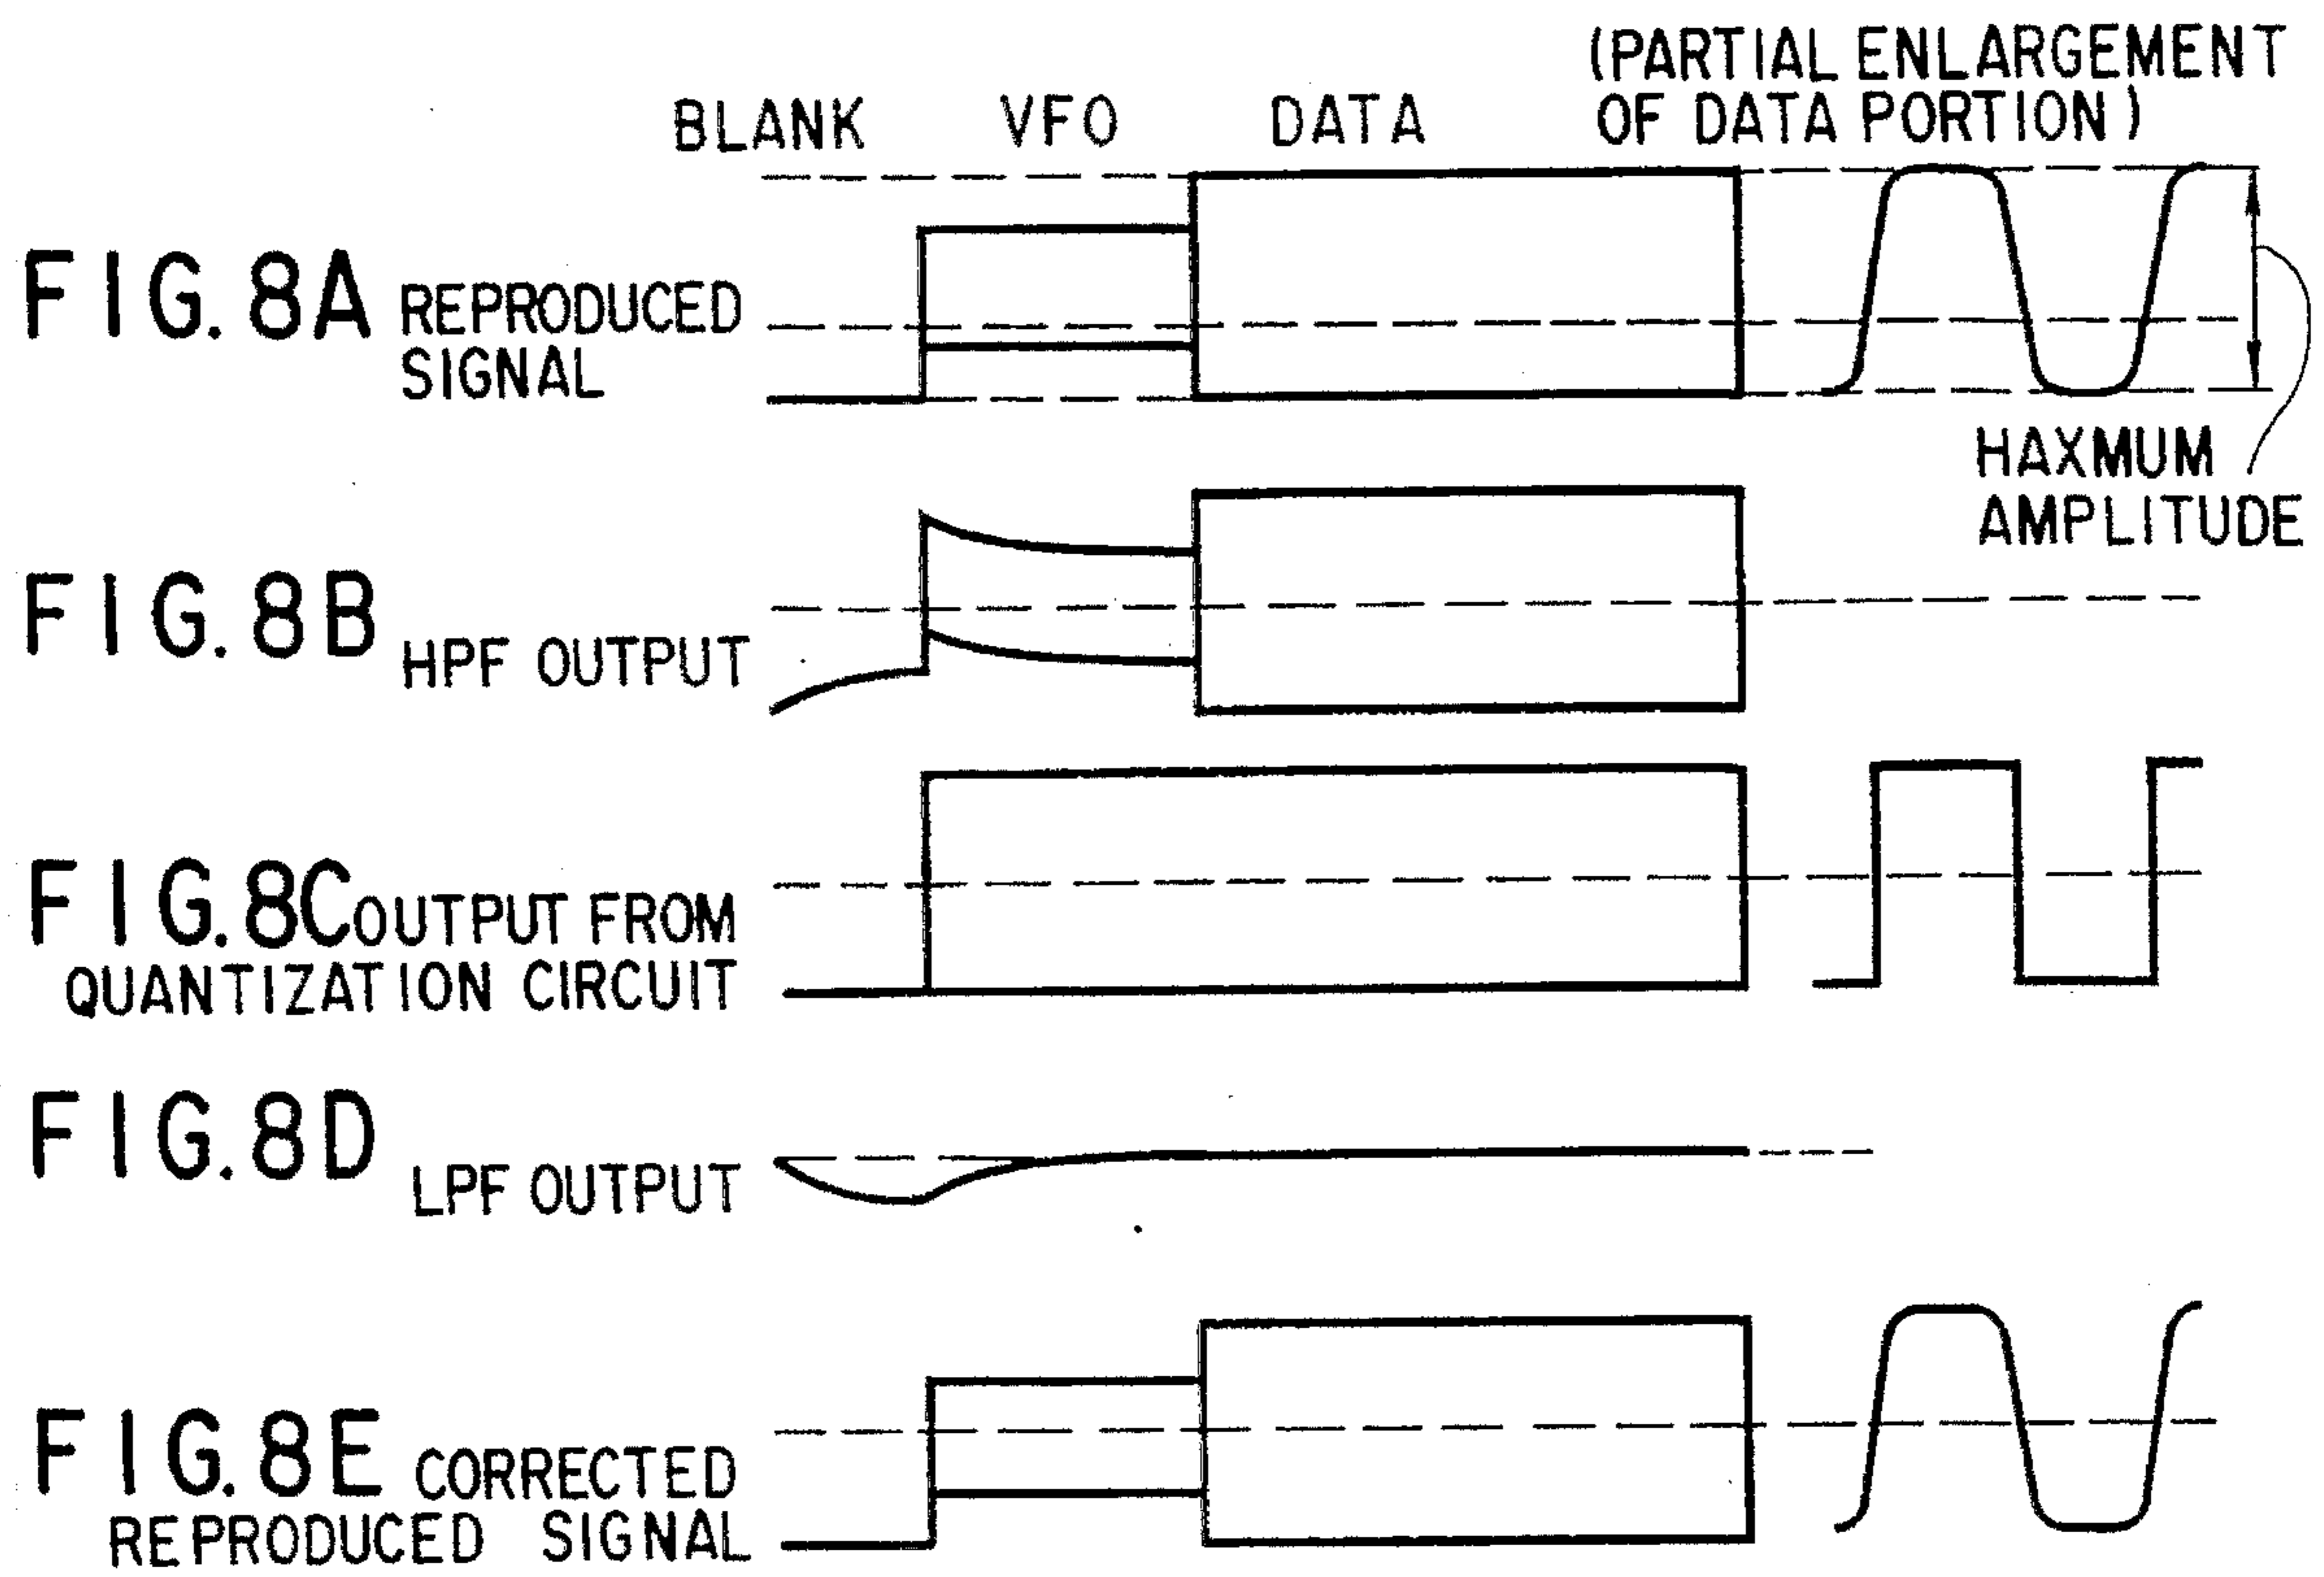 (PARTIAL ENLARGEMENT
OF DATA PORTION)
BLANK VFO DATA
FIG.8A REPRODUCED
SIGNAL
HAXMUM
AMPLITUDE
FIG.8B HPF OUTPUT
FIG.8C OUTPUT FROM
QUANTIZATION CIRCUIT
FIG.8D LPF OUTPUT
FIG.8E CORRECTED
REPRODUCED SIGNAL